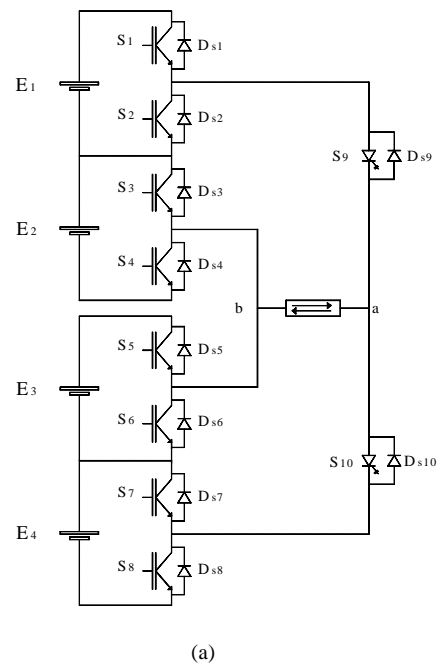 S1 Ds1
E1
S2 Ds2
S9 Ds9
S3 Ds3
E2
S4 Ds4
b a
S5 Ds5
E3
S6 Ds6
S10 Ds10
S7 Ds7
E4
S8 Ds8
(a)